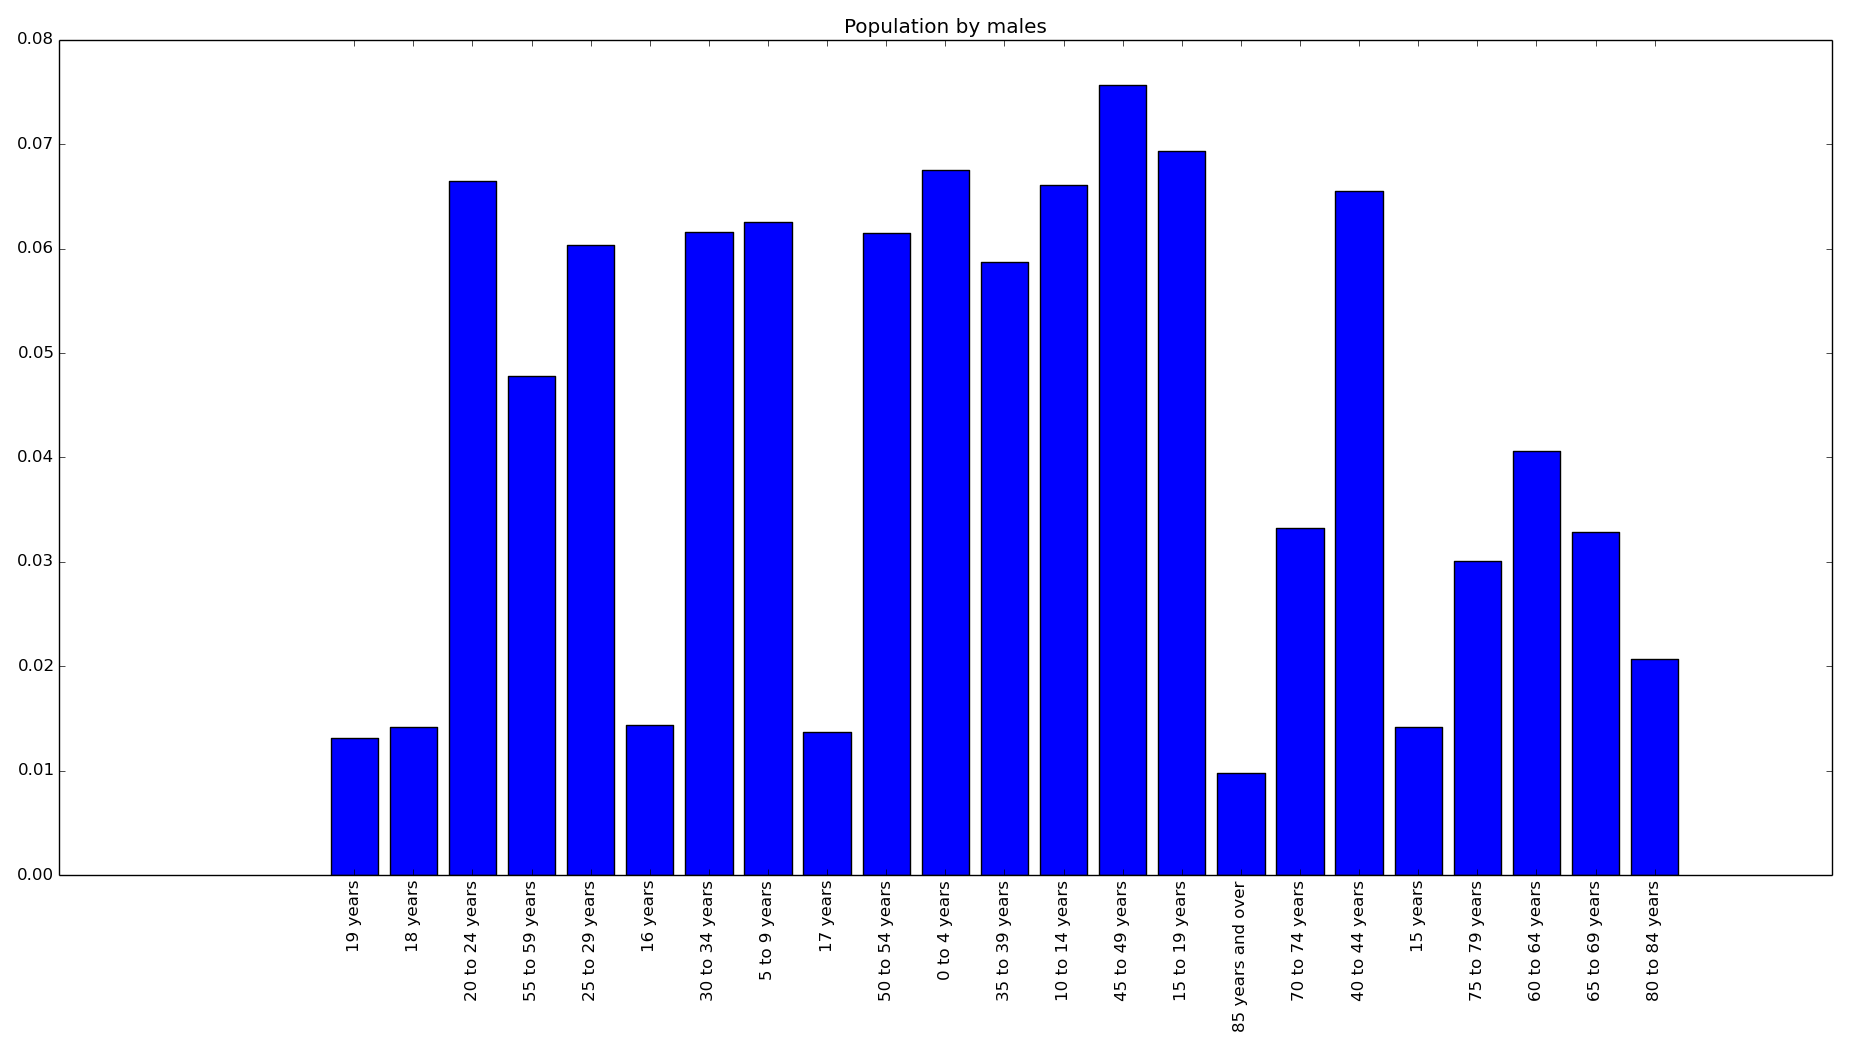 Population by males
0.08
0.07
0.06
0.05
0.04
0.03
0.02
0.01
0.00
19 years
18 years
20 to 24 years
55 to 59 years
25 to 29 years
16 years
30 to 34 years
5 to 9 years
17 years
50 to 54 years
0 to 4 years
35 to 39 years
10 to 14 years
45 to 49 years
15 to 19 years
85 years and over
70 to 74 years
40 to 44 years
15 years
75 to 79 years
60 to 64 years
65 to 69 years
80 to 84 years